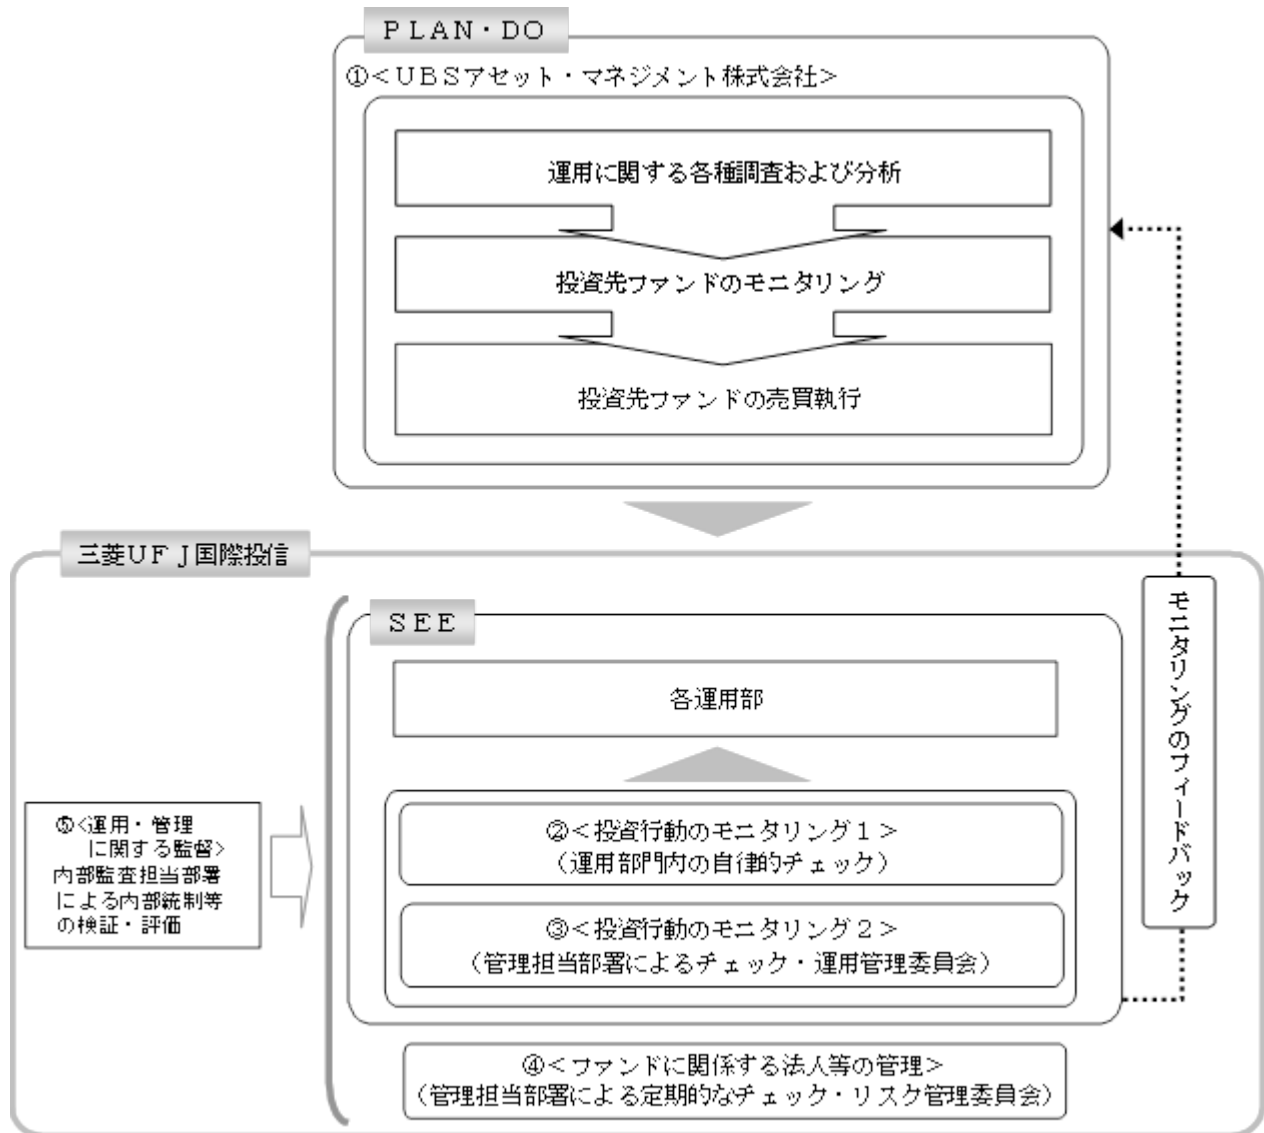 PLAN・DO
①<UBSアセット・マネジメント株式会社>
運用に関する各種調査および分析
投資先ファンドのモニタリング
投資先ファンドの売買執行
三菱UFJ国際投信
SEE
各運用部
②<投資行動のモニタリング1>
(運用部門内の自律的チェック)
③<投資行動のモニタリング2>
(管理担当部署によるチェック・運用管理委員会)
④<ファンドに関係する法人等の管理>
(管理担当部署による定期的なチェック・リスク管理委員会)
⑤<運用・管理
に関する監督>
内部監査担当部署
による内部統制等
の検証・評価
モニタリングのフィードバック